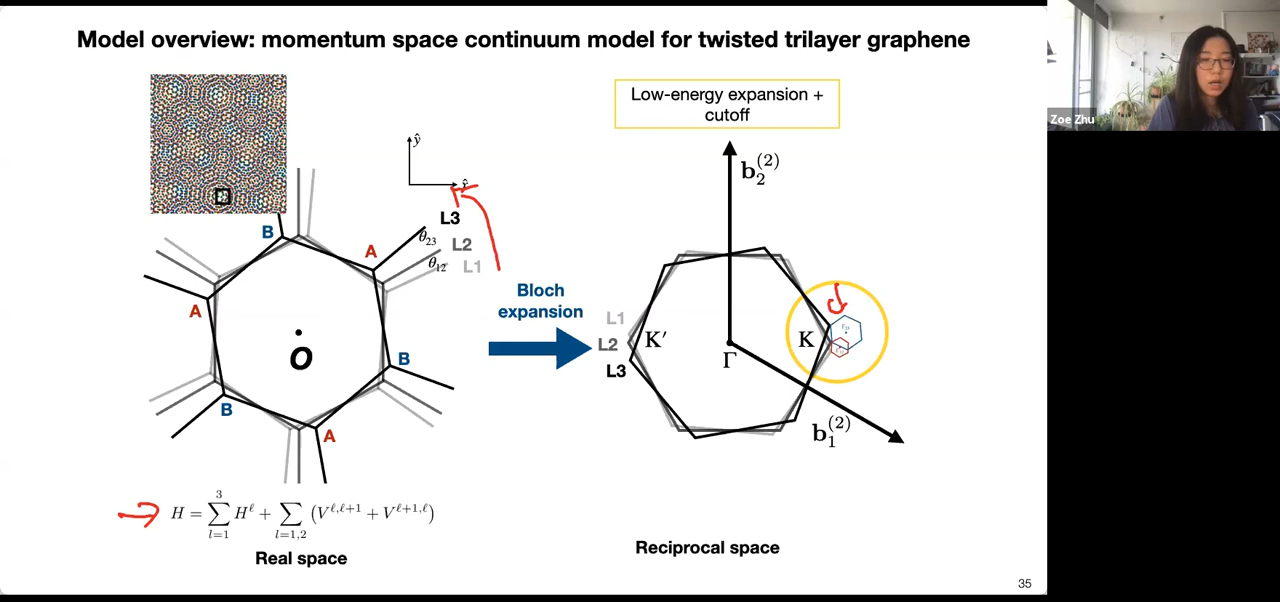 Model overview: momentum space continuum model for twisted trilayer graphene
Zoe Zhu
Low-energy expansion +
cutoff
ŷ
x̂
L3
L2
L1
θ₂₃
θ₁₂
B
A
A
B
B
A
O
Bloch
expansion
b₂⁽²⁾
b₁⁽²⁾
L1
L2
L3
K′
K
Γ
H = ∑_{l=1}^{3} H^ℓ + ∑_{l=1,2} (V^{ℓ,ℓ+1} + V^{ℓ+1,ℓ})
Real space
Reciprocal space
35